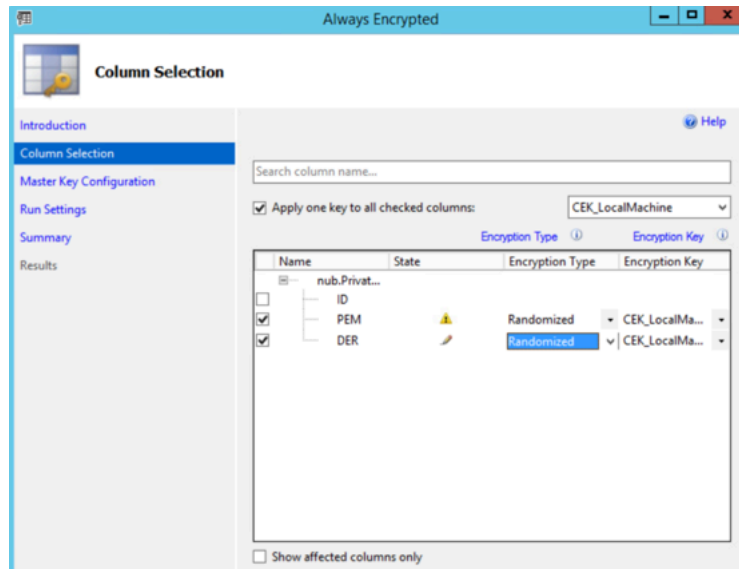 Always Encrypted
Column Selection
Introduction
Column Selection
Master Key Configuration
Run Settings
Summary
Results
Help
Search column name...
Apply one key to all checked columns: CEK_LocalMachine
Encryption Type Encryption Key
Name State Encryption Type Encryption Key
nub.Privat...
ID
PEM Randomized CEK_LocalMa...
DER Randomized CEK_LocalMa...
Show affected columns only